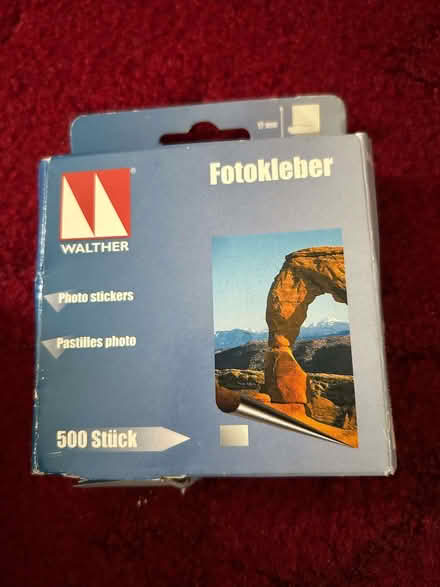 Fotokleber
WALTHER
Photo stickers
Pastilles photo
500 Stück